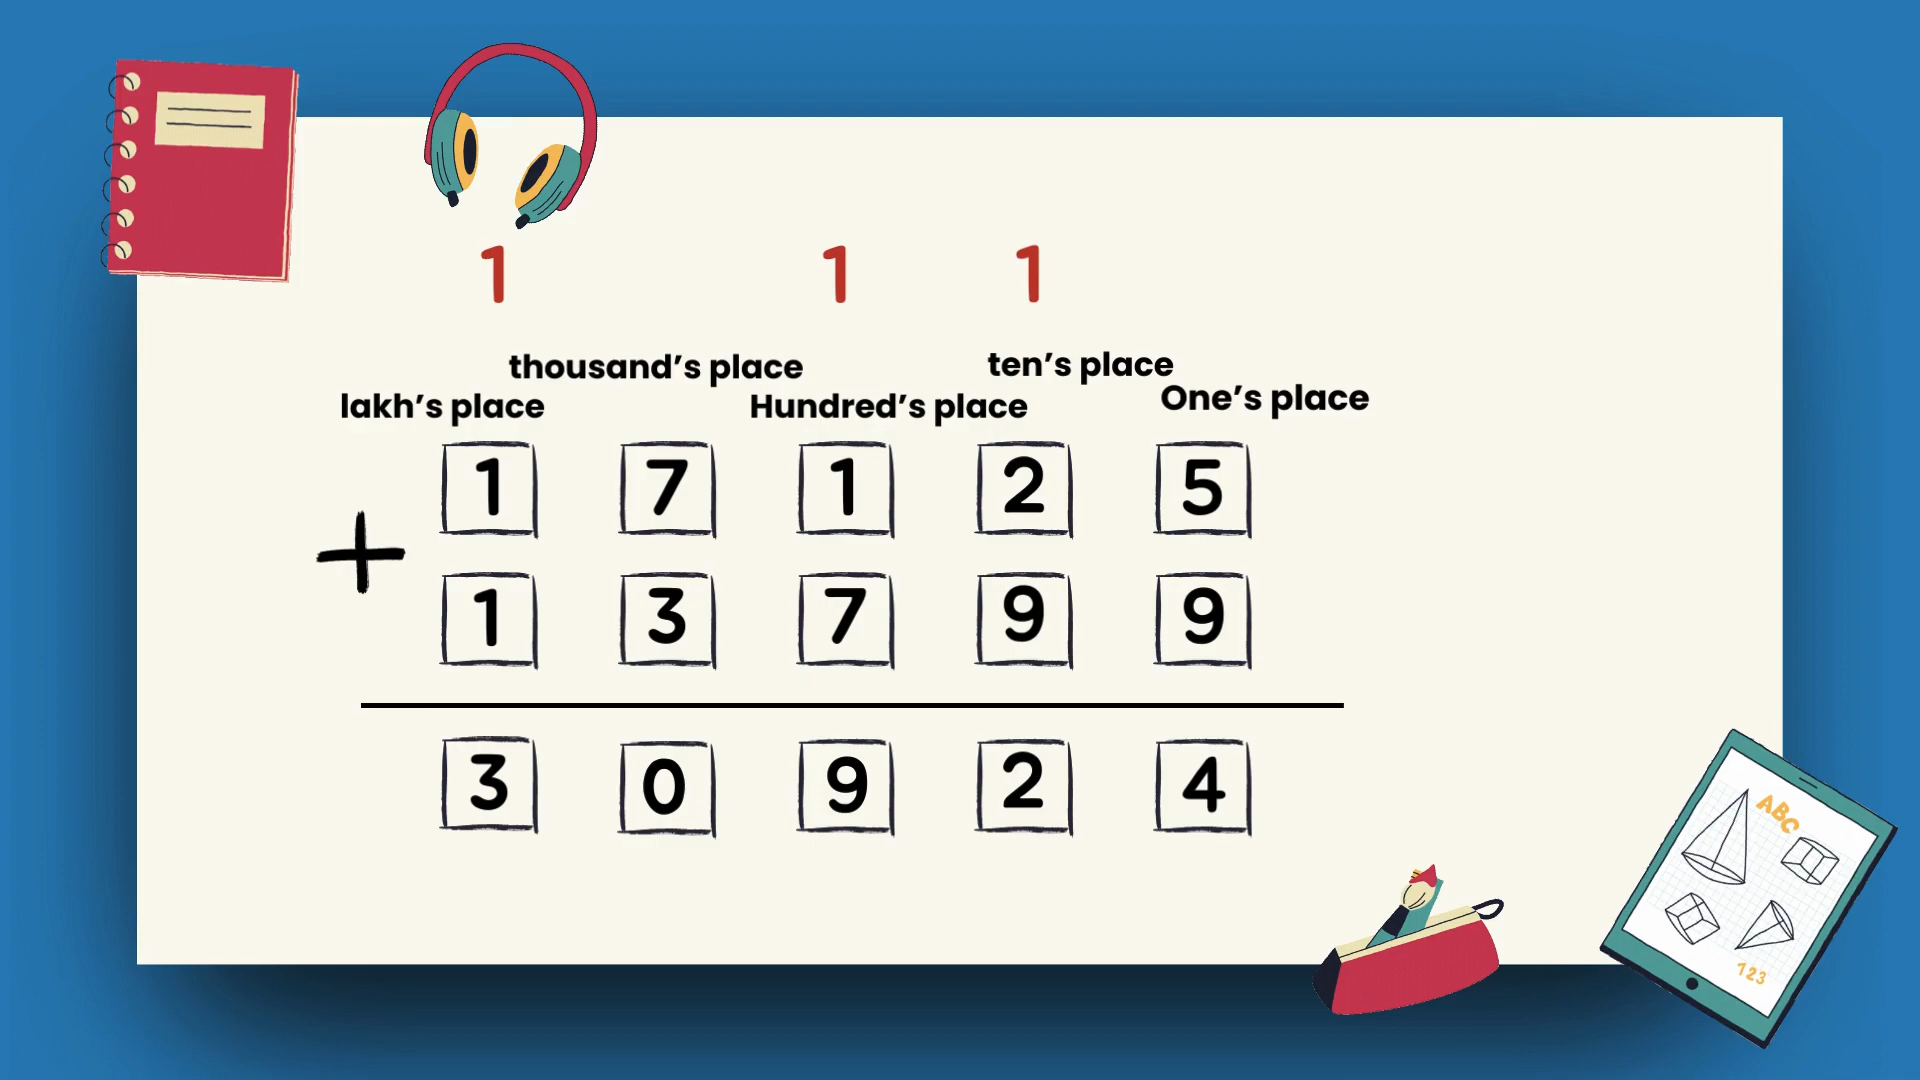 1 1 1
thousand's place ten's place
lakh's place Hundred's place One's place
1 7 1 2 5
+
1 3 7 9 9
3 0 9 2 4
ABC
123